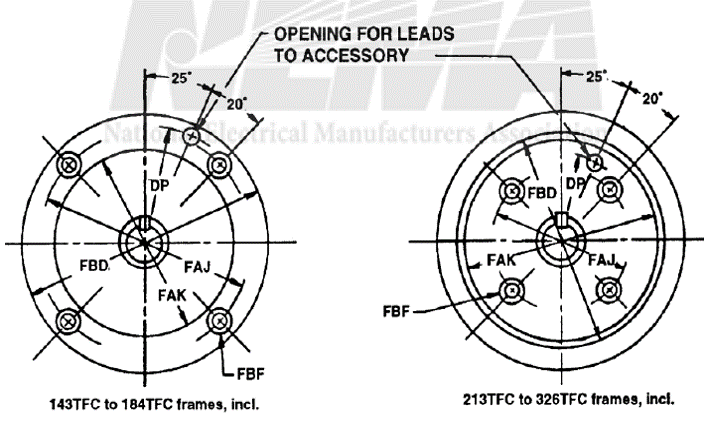 NEMA
National Electrical Manufacturers Association
OPENING FOR LEADS
TO ACCESSORY
25°
20°
DP
FBD
FAJ
FAK
FBF
143TFC to 184TFC frames, incl.
25°
20°
FBD
DP
FAK
FAJ
FBF
213TFC to 326TFC frames, incl.